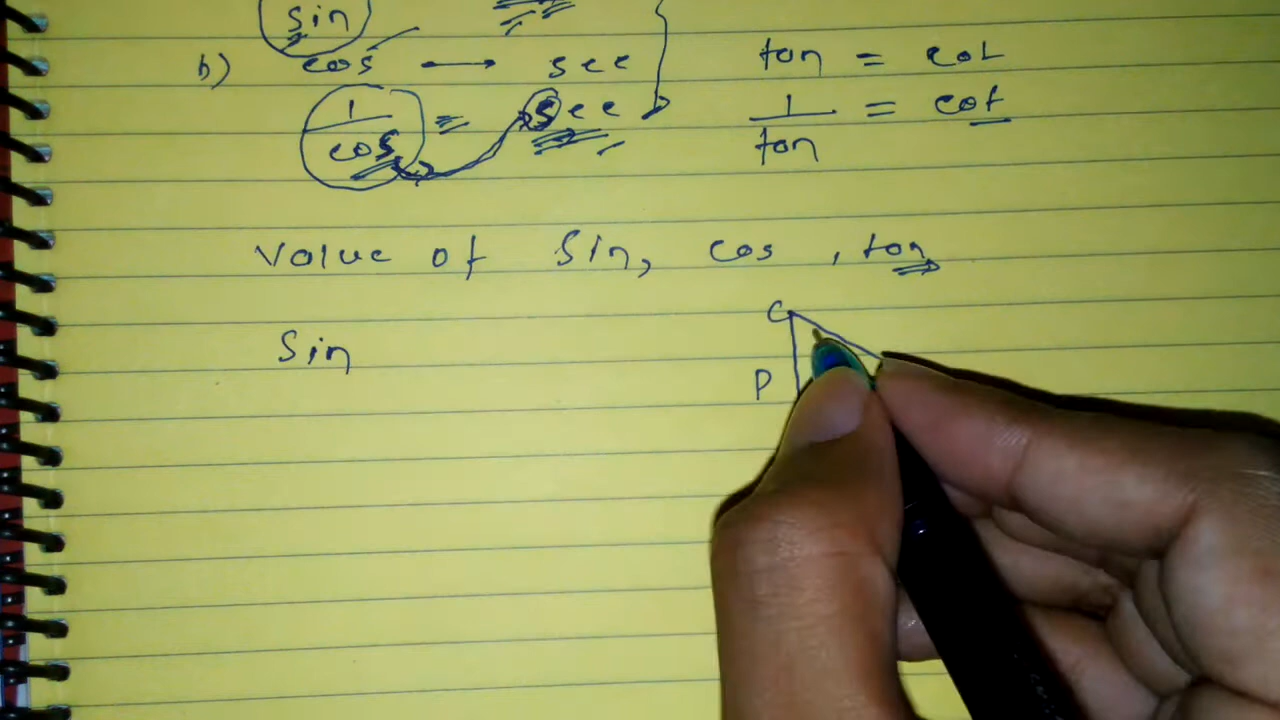 sin
b) cos → sec tan = cot
1/cos = sec 1/tan = cot
Value of Sin, cos, tan
Sin C
P